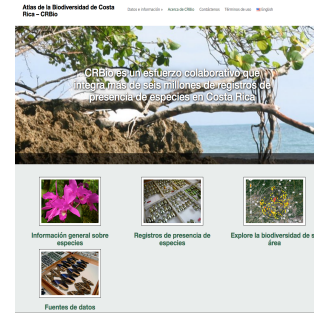 Atlas de la Biodiversidad de Costa
Rica – CRBio
Datos e información
Acerca de CRBio
Contáctenos
Términos de uso
English
CRBio es un esfuerzo colaborativo que
integra más de seis millones de registros de
presencia de especies en Costa Rica
Información general sobre
especies
Registros de presencia de
especies
Explore la biodiversidad de s
área
Fuentes de datos